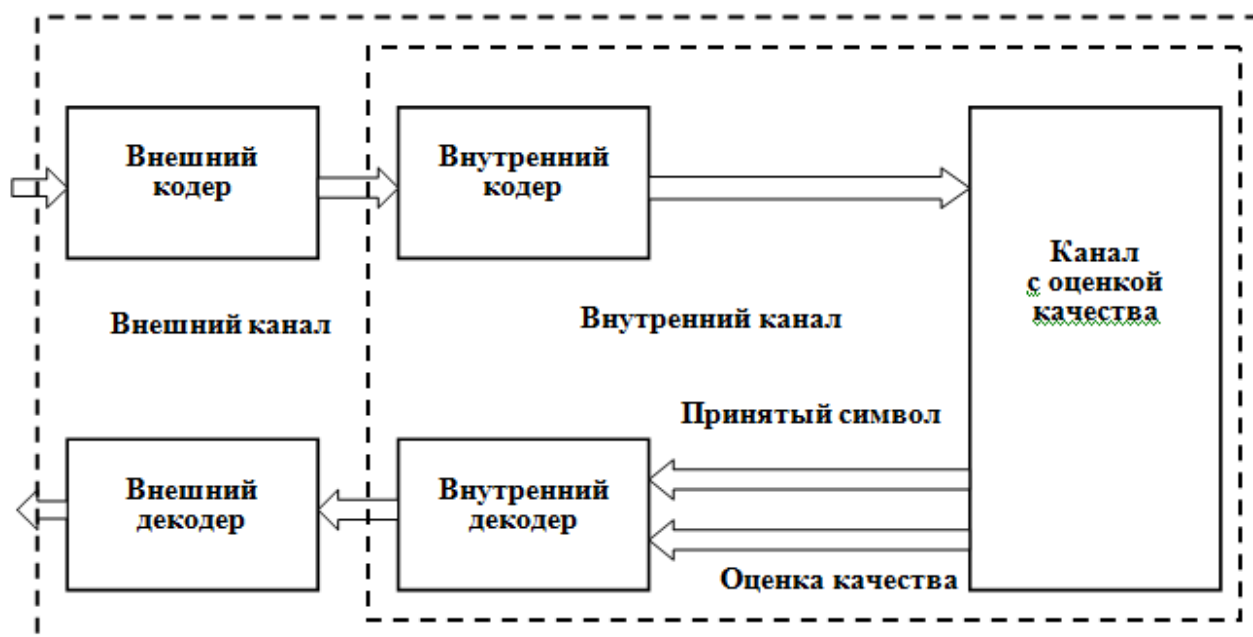 Внешний
кодер
Внутренний
кодер
Канал
с оценкой
качества
Внешний канал
Внутренний канал
Принятый символ
Внешний
декодер
Внутренний
декодер
Оценка качества